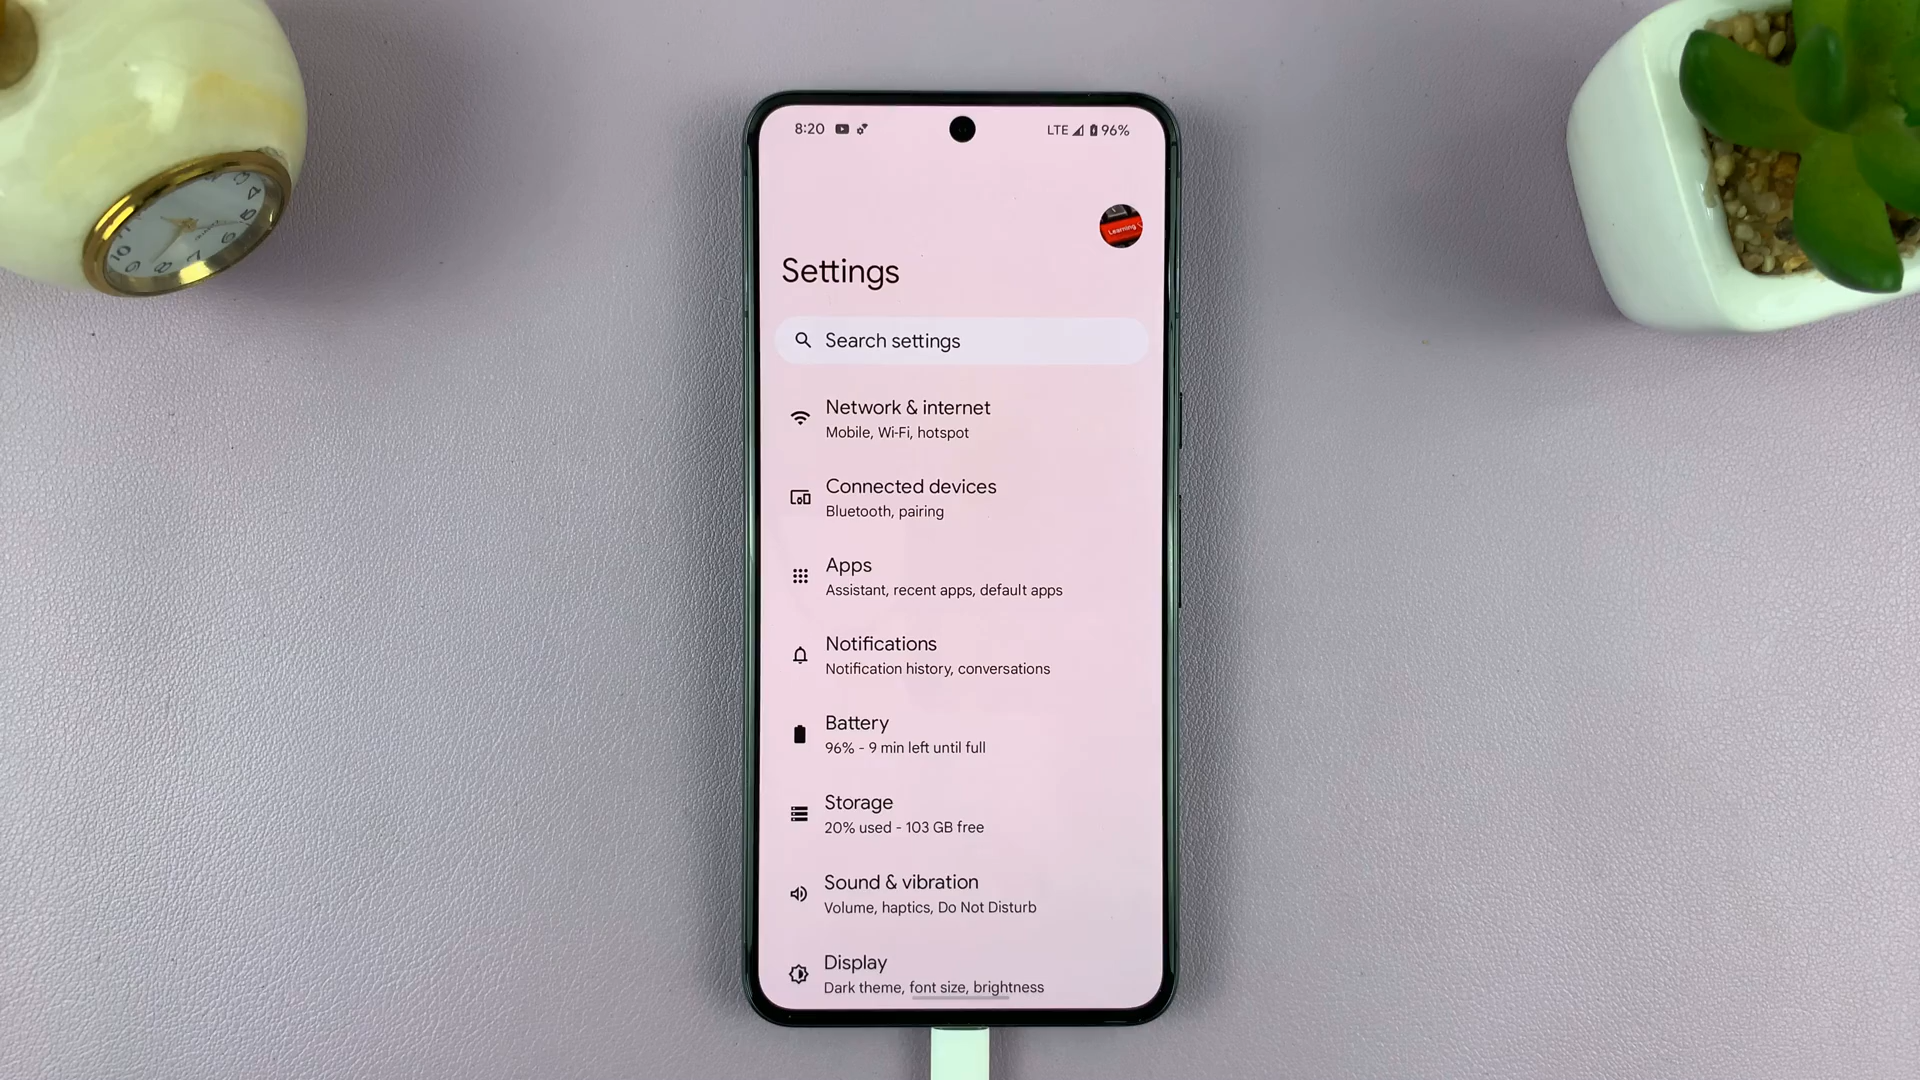 8:20
LTE 96%
Learning
Settings
Search settings
Network & internet
Mobile, Wi-Fi, hotspot
Connected devices
Bluetooth, pairing
Apps
Assistant, recent apps, default apps
Notifications
Notification history, conversations
Battery
96% - 9 min left until full
Storage
20% used - 103 GB free
Sound & vibration
Volume, haptics, Do Not Disturb
Display
Dark theme, font size, brightness